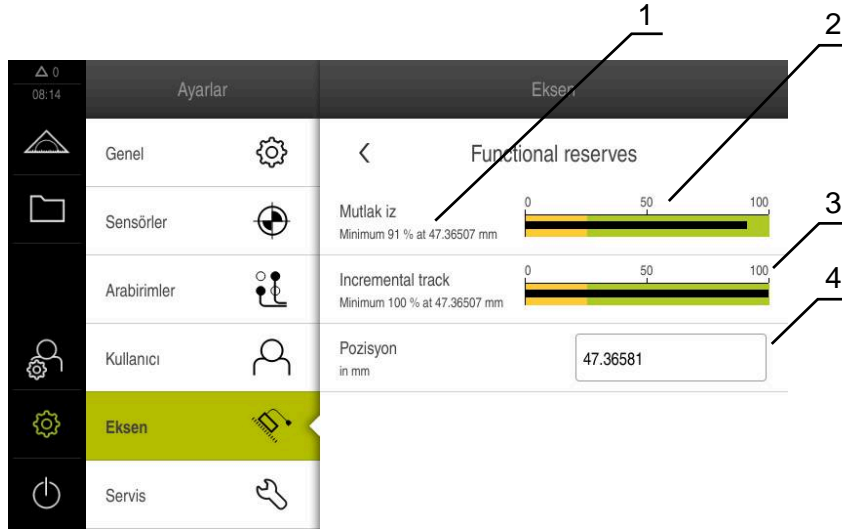 1
2
0
08:14
Ayarlar
Eksen
Genel
Functional reserves
Sensörler
Mutlak iz
Minimum 91 % at 47.36507 mm
0 50 100
3
Arabirimler
Incremental track
Minimum 100 % at 47.36507 mm
0 50 100
4
Kullanıcı
Pozisyon
in mm
47.36581
Eksen
Servis